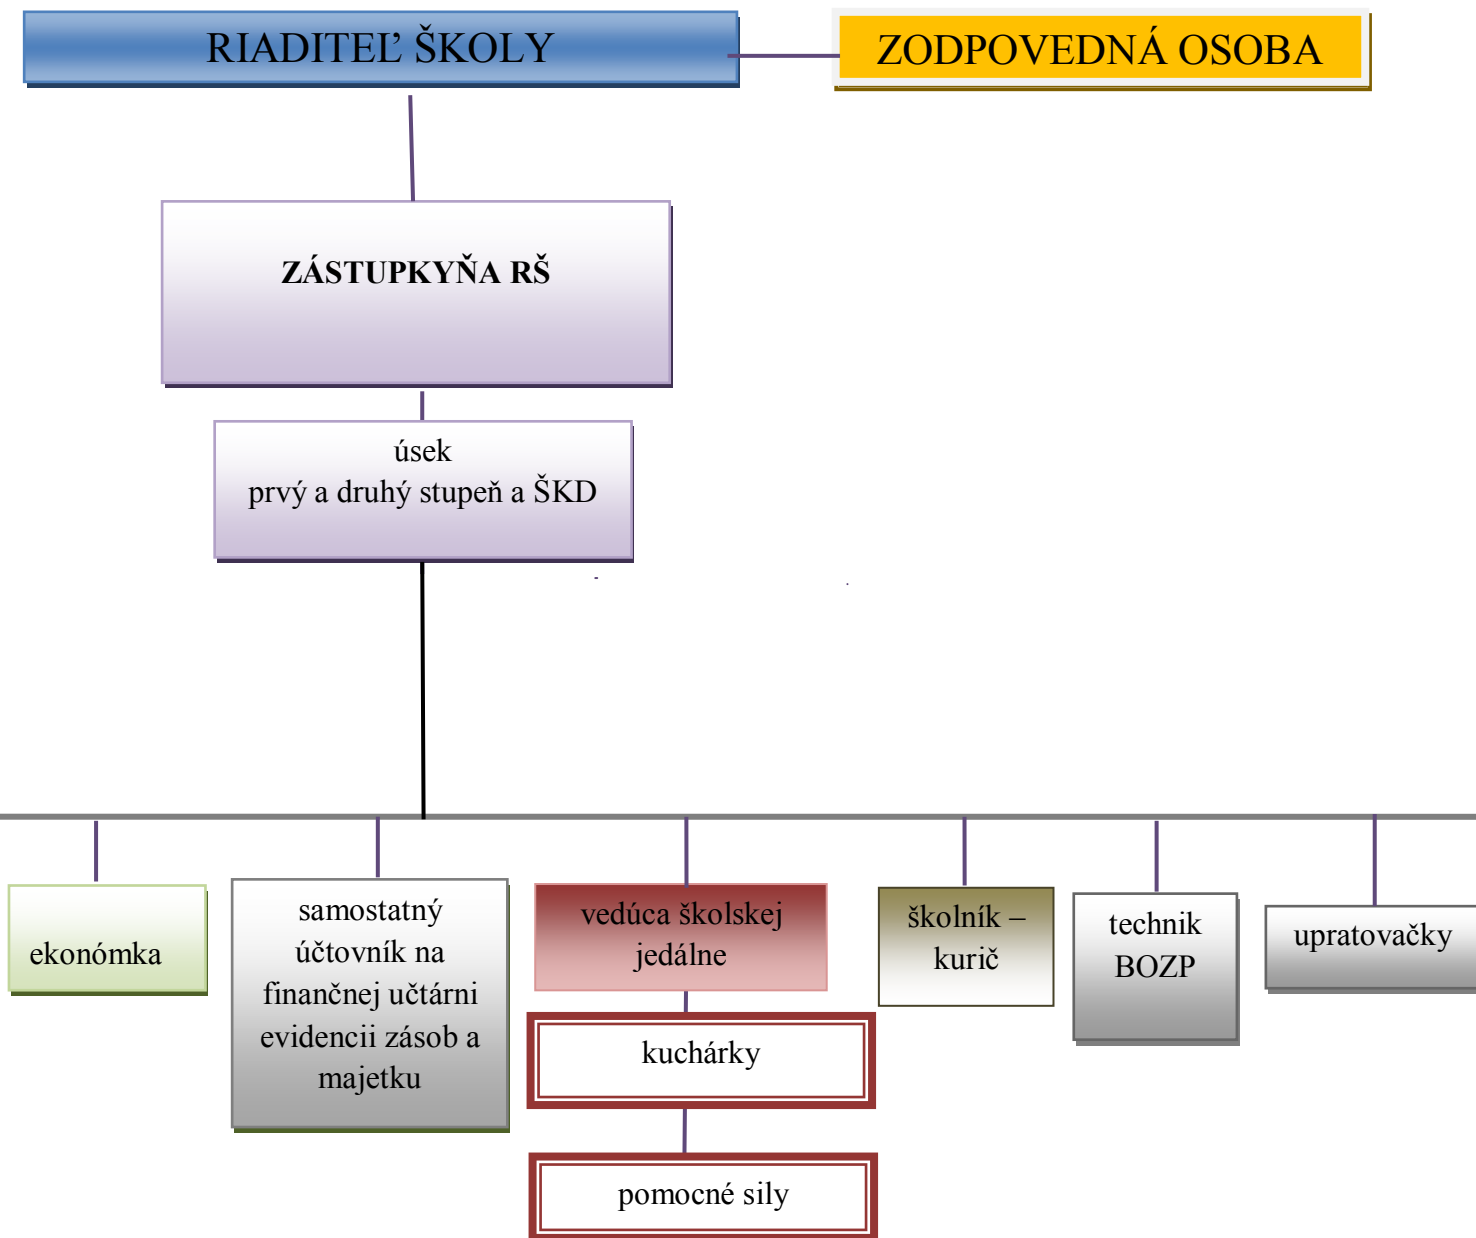 RIADITEĽ ŠKOLY
ZODPOVEDNÁ OSOBA
ZÁSTUPKYŇA RŠ
úsek
prvý a druhý stupeň a ŠKD
ekonómka
samostatný
účtovník na
finančnej učtárni
evidencii zásob a
majetku
vedúca školskej
jedálne
kuchárky
pomocné sily
školník –
kurič
technik
BOZP
upratovačky